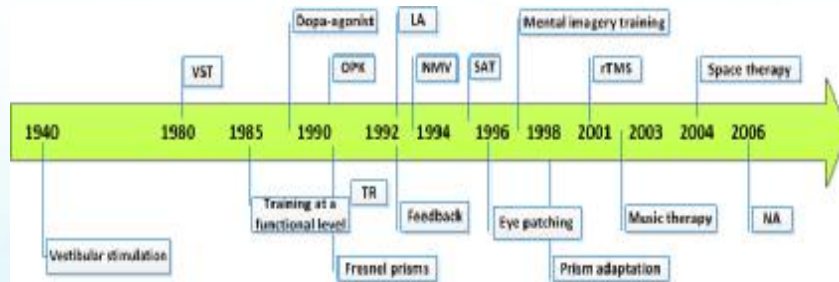 Dopa-agonist
LA
Mental imagery training
VST
OPK
NMV
SAT
rTMS
Space therapy
1940 1980 1985 1990 1992 1994 1996 1998 2001 2003 2004 2006
TR
Training at a
functional level
Feedback
Eye patching
Music therapy
NA
Vestibular stimulation
Fresnel prisms
Prism adaptation